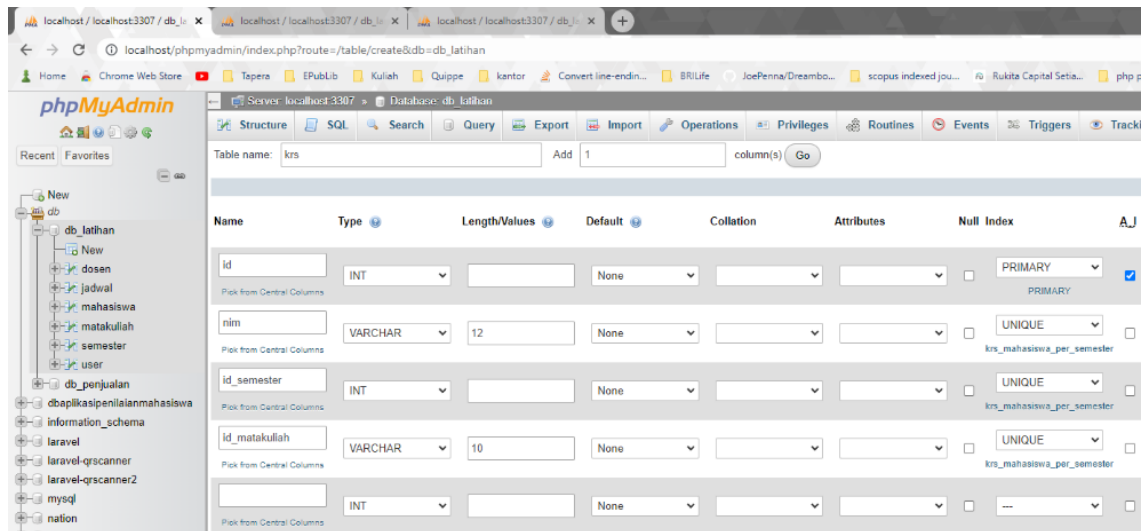 localhost / localhost:3307 / db_la
localhost / localhost:3307 / db_la
localhost / localhost:3307 / db_la
localhost/phpmyadmin/index.php?route=/table/create&db=db_latihan
Home Chrome Web Store Tapera EPubLib Kuliah Quippe kantor Convert line-endin... BRILife JoePenna/Dreambo... scopus indexed jou... Rukita Capital Setia... php p
phpMyAdmin
Recent Favorites
New
db
db_latihan
New
dosen
jadwal
mahasiswa
matakuliah
semester
user
db_penjualan
dbaplikasipenilaianmahasiswa
information_schema
laravel
laravel-qrscanner
laravel-qrscanner2
mysql
nation
Server: localhost:3307 » Database: db_latihan
Structure SQL Search Query Export Import Operations Privileges Routines Events Triggers Tracki
Table name: krs Add 1 column(s) Go
Name Type Length/Values Default Collation Attributes Null Index A_I
id INT None PRIMARY
Pick from Central Columns PRIMARY
nim VARCHAR 12 None UNIQUE
Pick from Central Columns krs_mahasiswa_per_semester
id_semester INT None UNIQUE
Pick from Central Columns krs_mahasiswa_per_semester
id_matakuliah VARCHAR 10 None UNIQUE
Pick from Central Columns krs_mahasiswa_per_semester
INT None ---
Pick from Central Columns